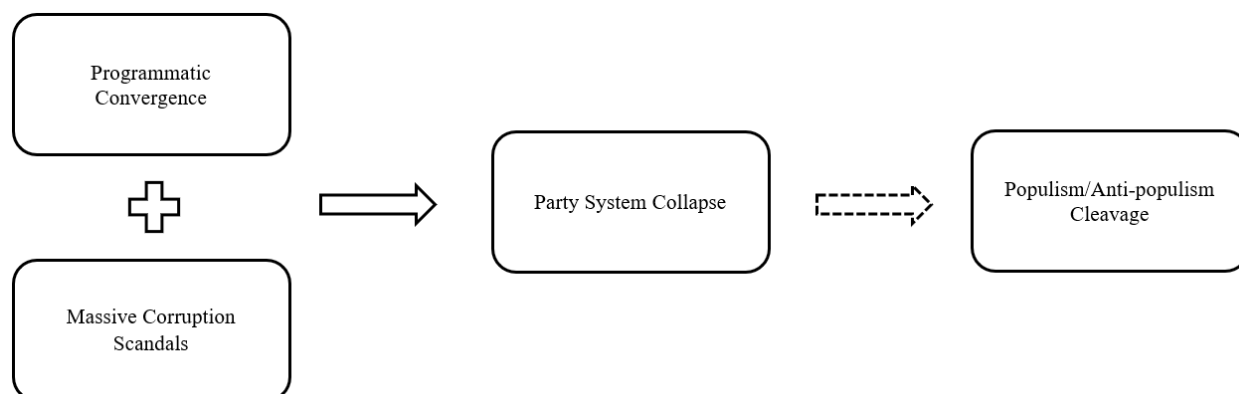 Programmatic
Convergence
Massive Corruption
Scandals
Party System Collapse
Populism/Anti-populism
Cleavage